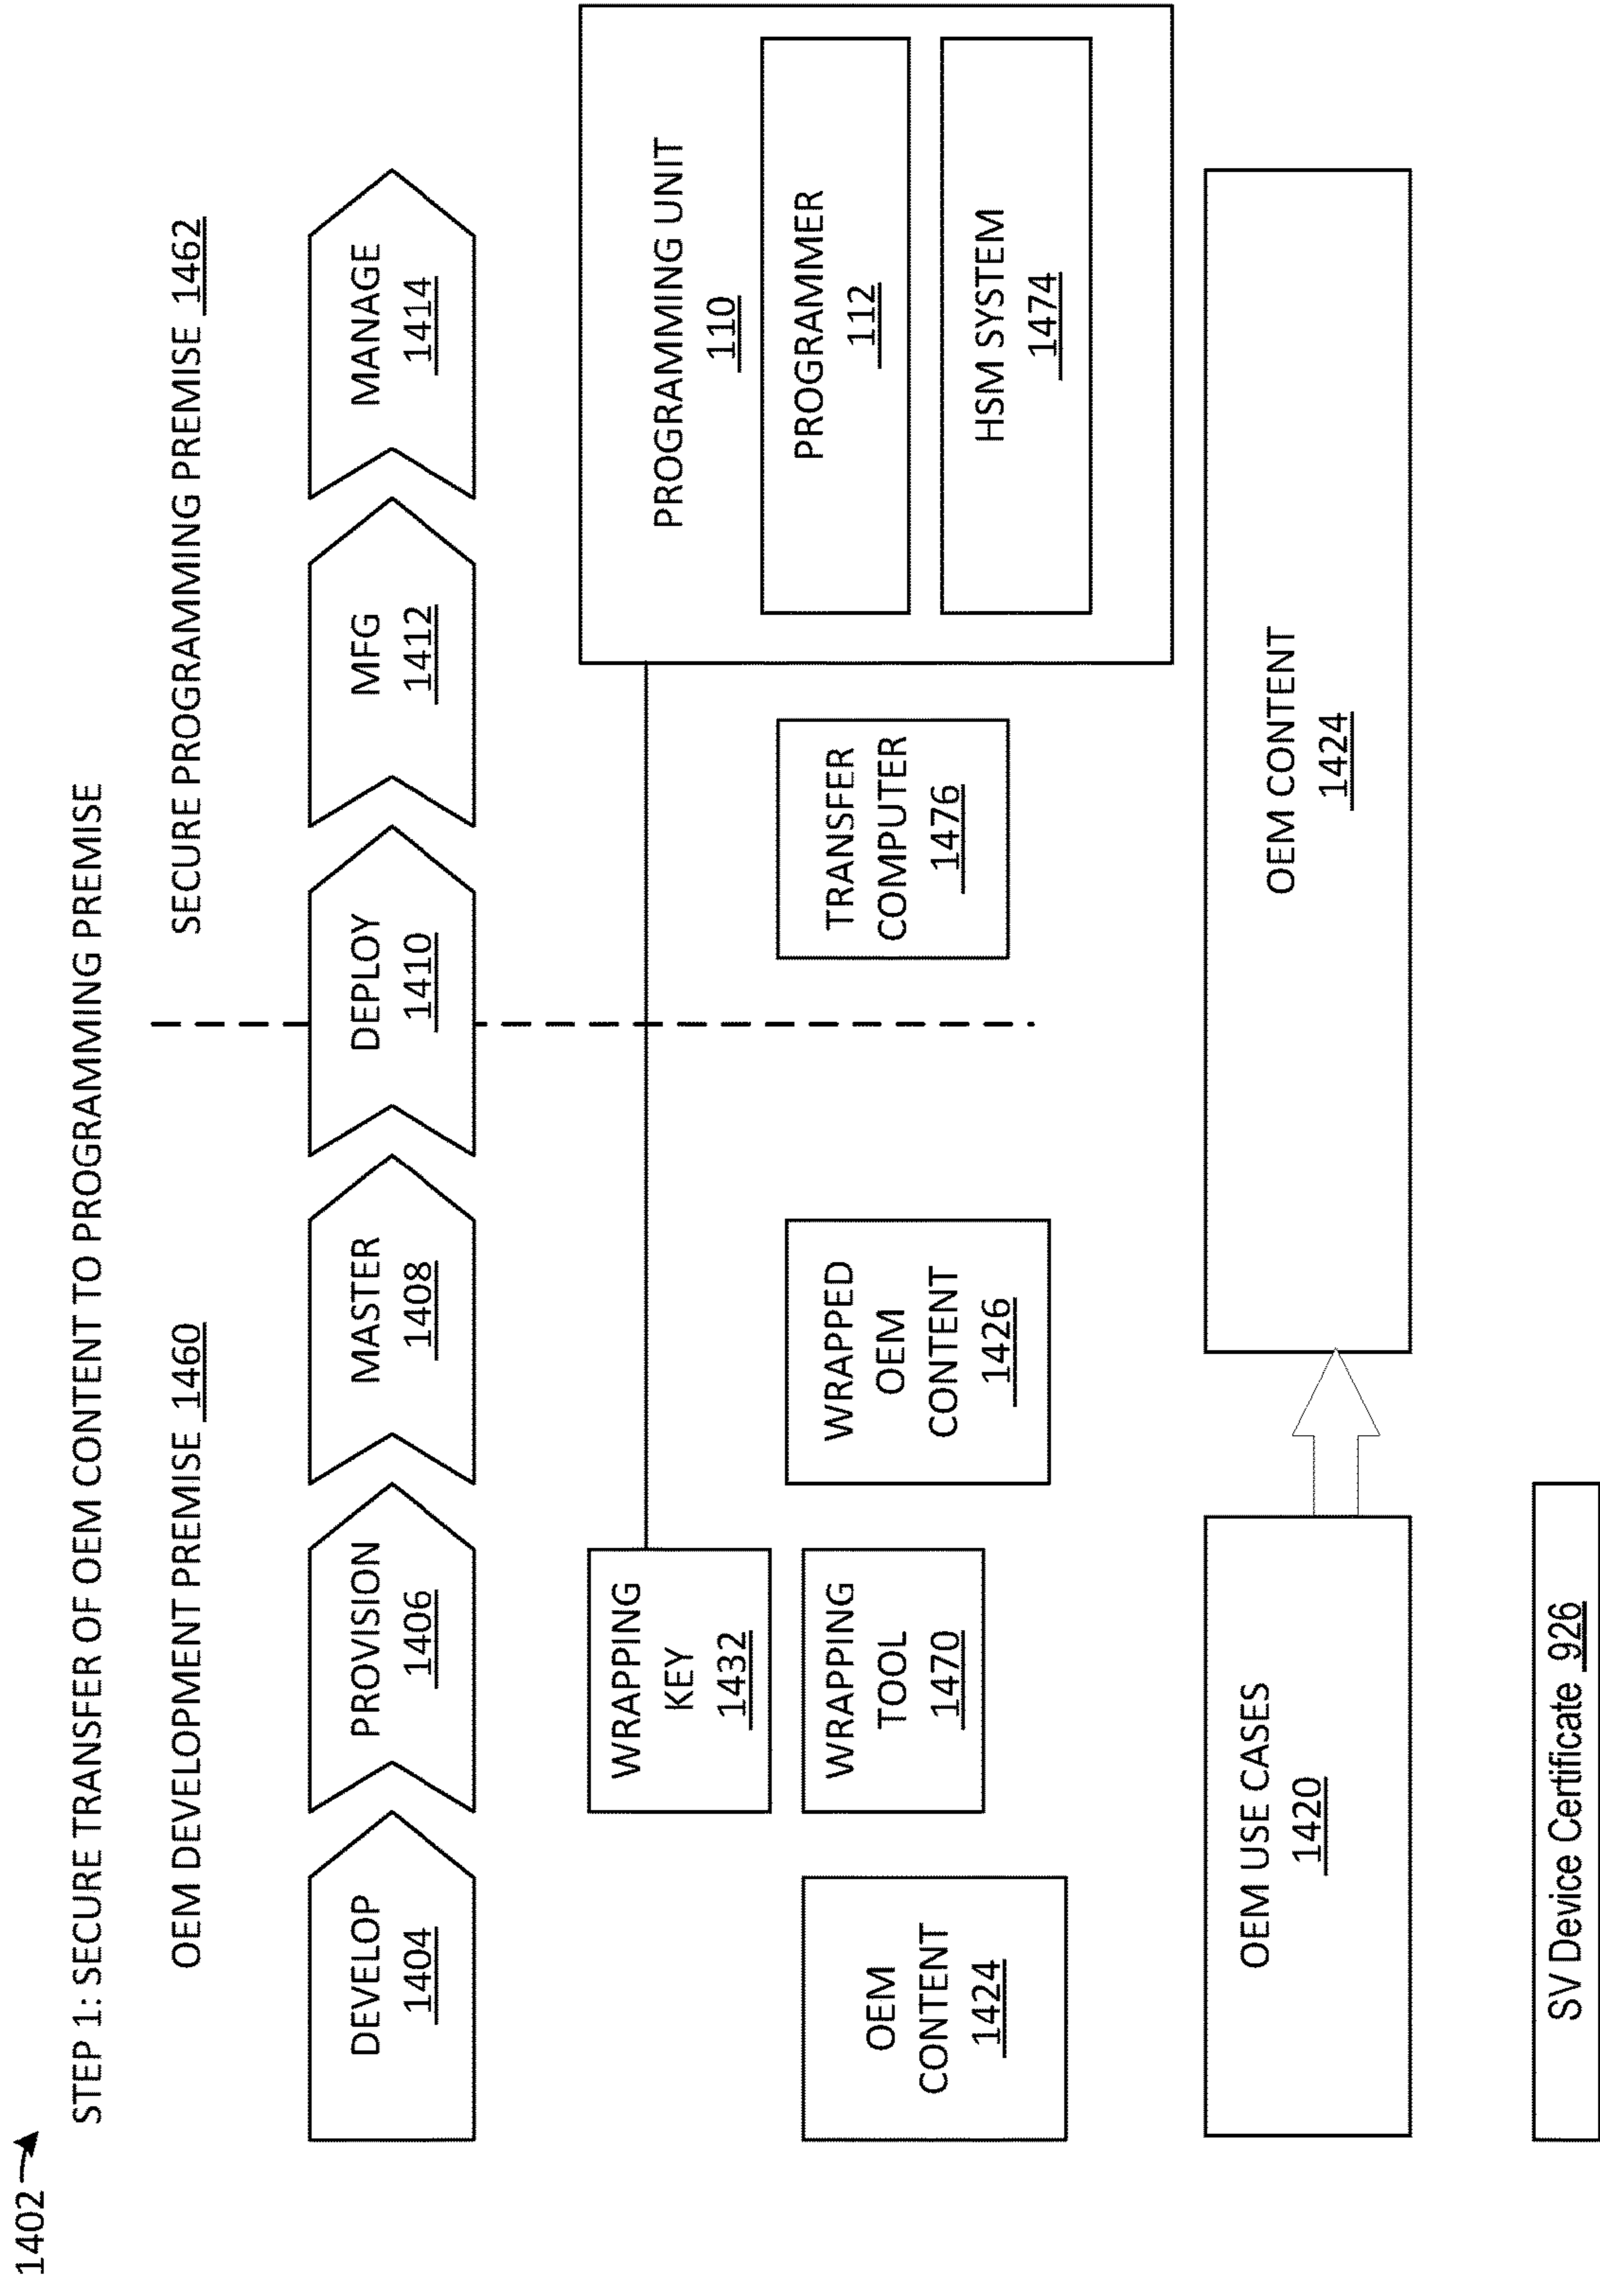 1402
STEP 1: SECURE TRANSFER OF OEM CONTENT TO PROGRAMMING PREMISE
OEM DEVELOPMENT PREMISE 1460
SECURE PROGRAMMING PREMISE 1462
DEVELOP
1404
PROVISION
1406
MASTER
1408
DEPLOY
1410
MFG
1412
MANAGE
1414
WRAPPING
KEY
1432
PROGRAMMING UNIT
110
PROGRAMMER
112
HSM SYSTEM
1474
OEM
CONTENT
1424
WRAPPING
TOOL
1470
WRAPPED
OEM
CONTENT
1426
TRANSFER
COMPUTER
1476
OEM USE CASES
1420
OEM CONTENT
1424
SV Device Certificate 926